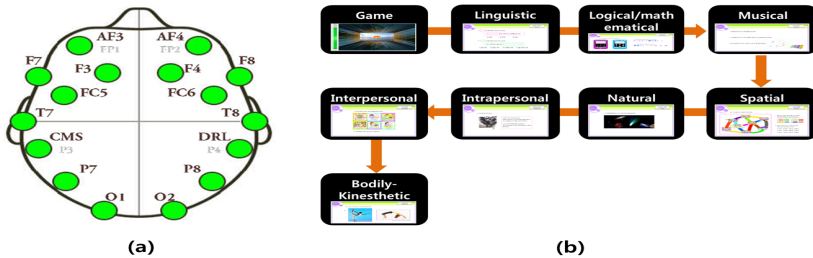 AF3 AF4
FP1 FP2
F7 F3 F4 F8
FC5 FC6
T7 T8
CMS DRL
P3 P4
P7 P8
O1 O2
(a)
Game
Linguistic
Logical/math
ematical
Musical
Interpersonal
Intrapersonal
Natural
Spatial
Bodily-
Kinesthetic
(b)